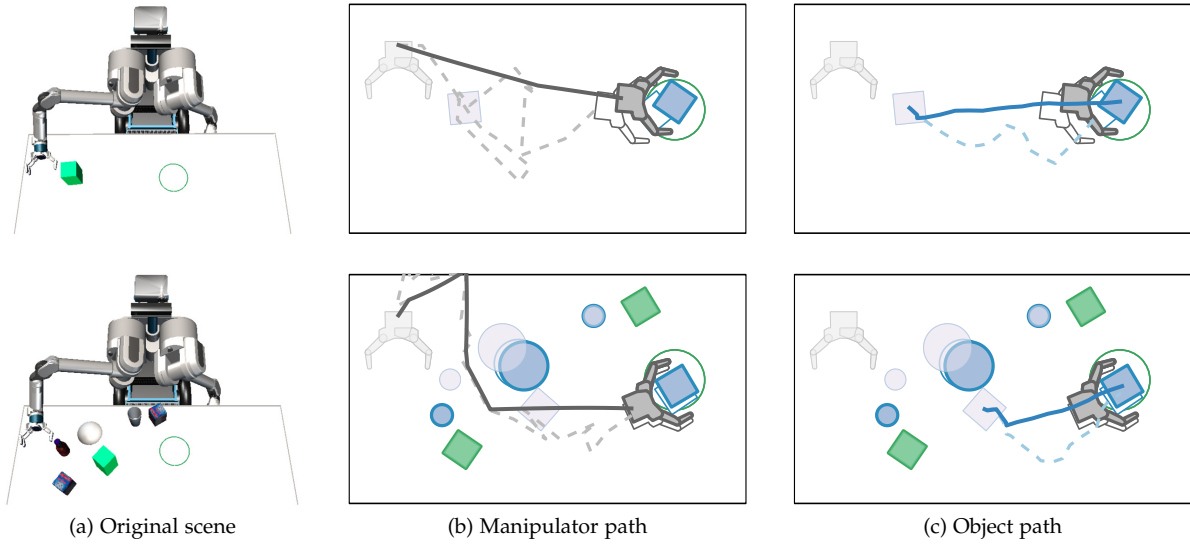 (a) Original scene
(b) Manipulator path
(c) Object path